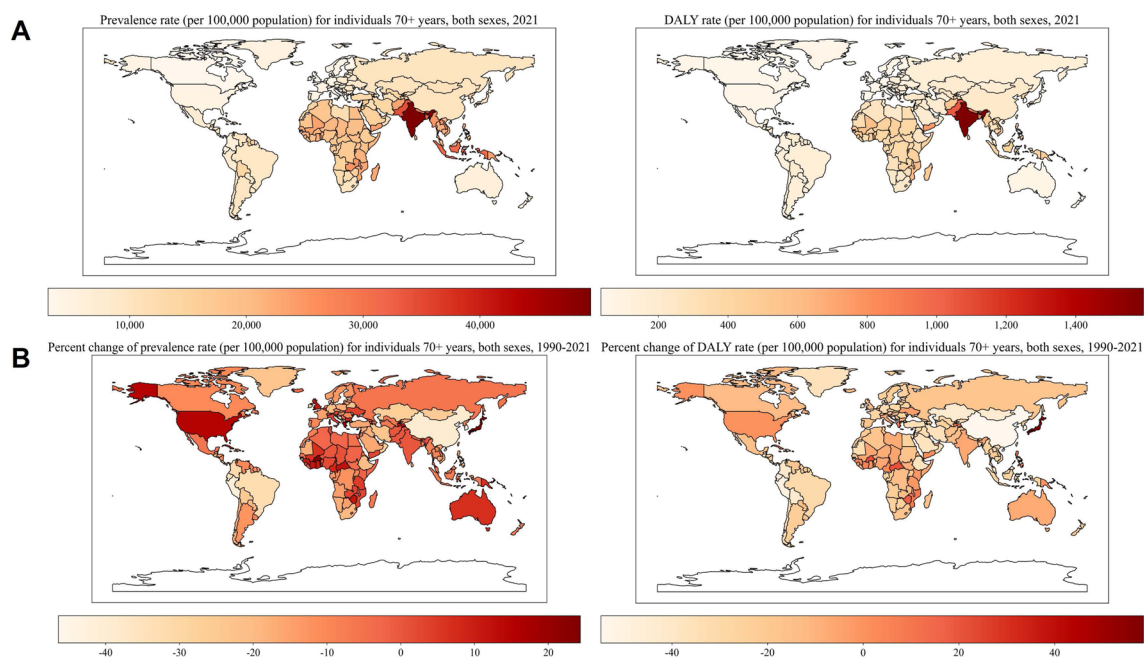 A
Prevalence rate (per 100,000 population) for individuals 70+ years, both sexes, 2021
DALY rate (per 100,000 population) for individuals 70+ years, both sexes, 2021
10,000 20,000 30,000 40,000
200 400 600 800 1,000 1,200 1,400
B
Percent change of prevalence rate (per 100,000 population) for individuals 70+ years, both sexes, 1990-2021
Percent change of DALY rate (per 100,000 population) for individuals 70+ years, both sexes, 1990-2021
-40 -30 -20 -10 0 10 20
-40 -20 0 20 40